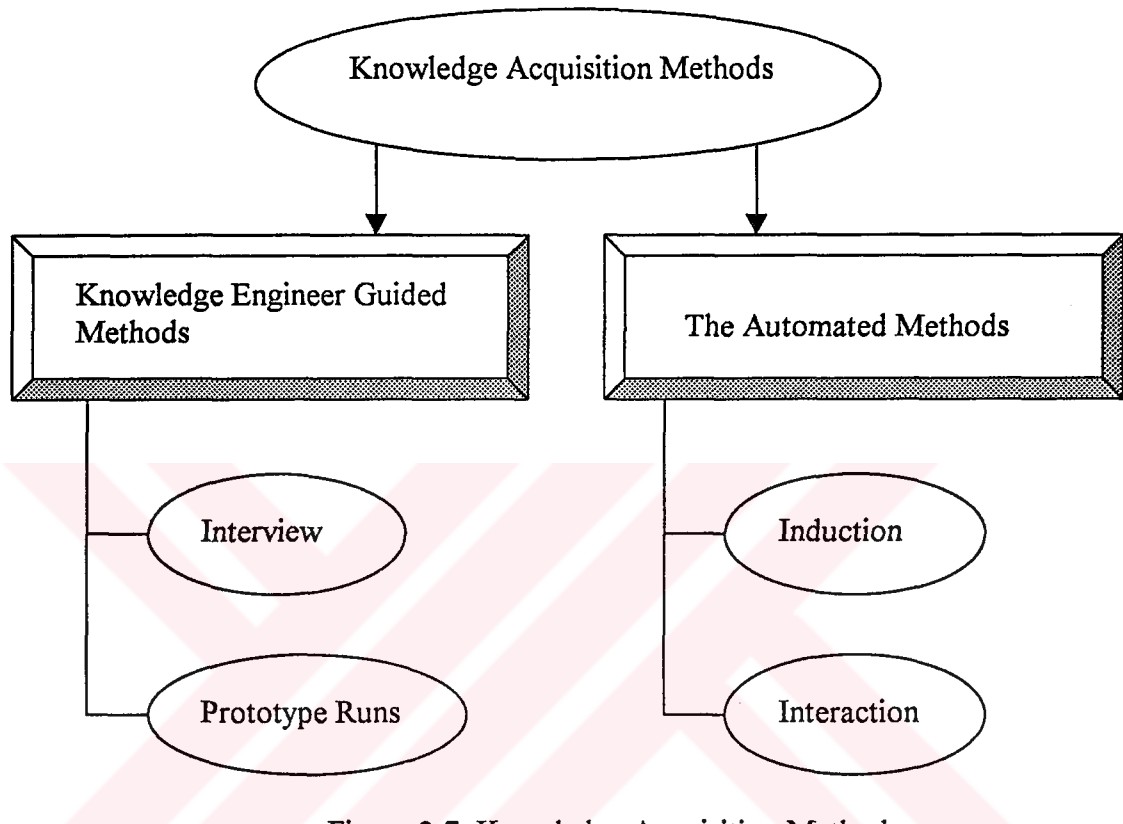 Knowledge Acquisition Methods
Knowledge Engineer Guided
Methods
The Automated Methods
Interview
Induction
Prototype Runs
Interaction